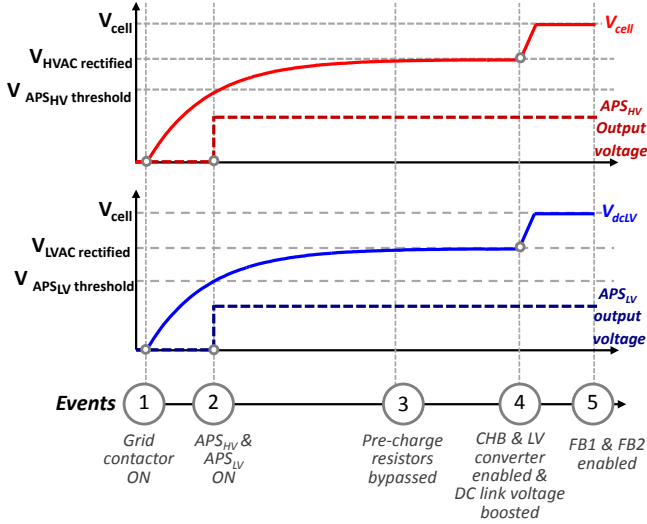 V_cell
V_HVAC rectified
V APS_HV threshold
V_cell
APS_HV
Output
voltage
V_cell
V_LVAC rectified
V APS_LV threshold
V_dcLV
APS_LV
output
voltage
Events
1
2
3
4
5
Grid
contactor
ON
APS_HV &
APS_LV
ON
Pre-charge
resistors
bypassed
CHB & LV
converter
enabled &
DC link voltage
boosted
FB1 & FB2
enabled